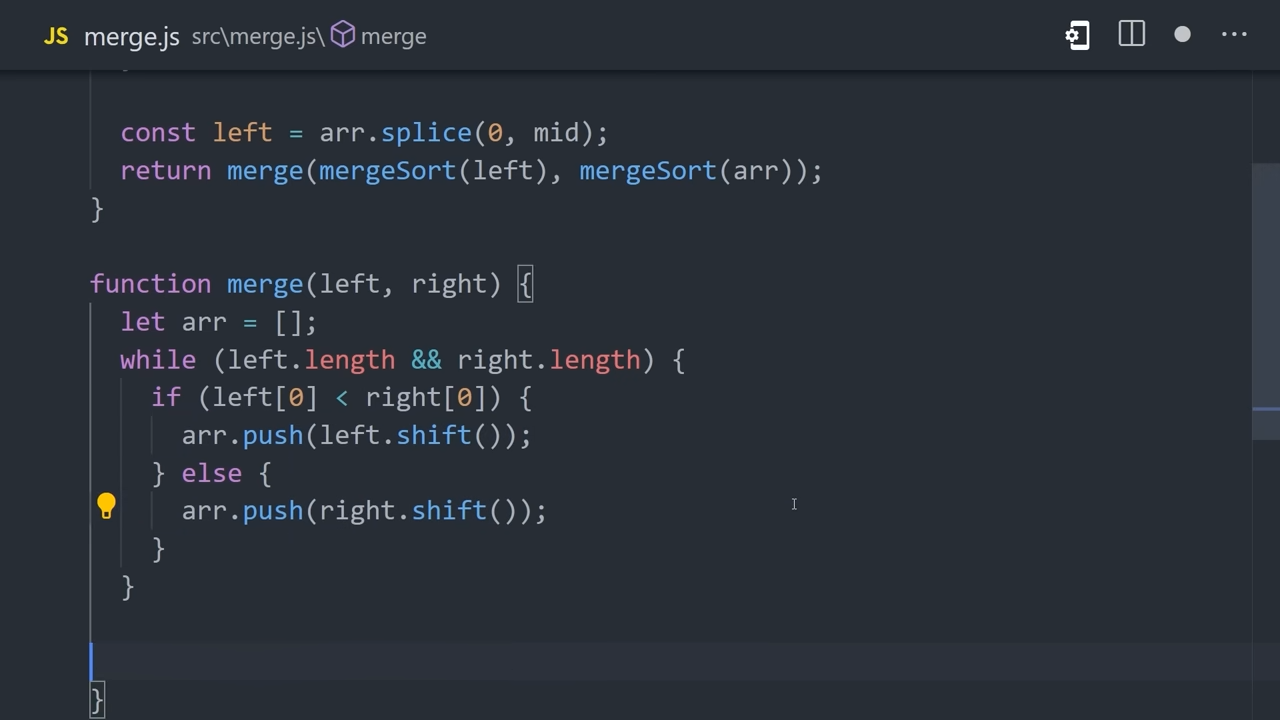 JS merge.js src\merge.js\ merge
const left = arr.splice(0, mid);
return merge(mergeSort(left), mergeSort(arr));
}
function merge(left, right) {
let arr = [];
while (left.length && right.length) {
if (left[0] < right[0]) {
arr.push(left.shift());
} else {
arr.push(right.shift());
}
}
}